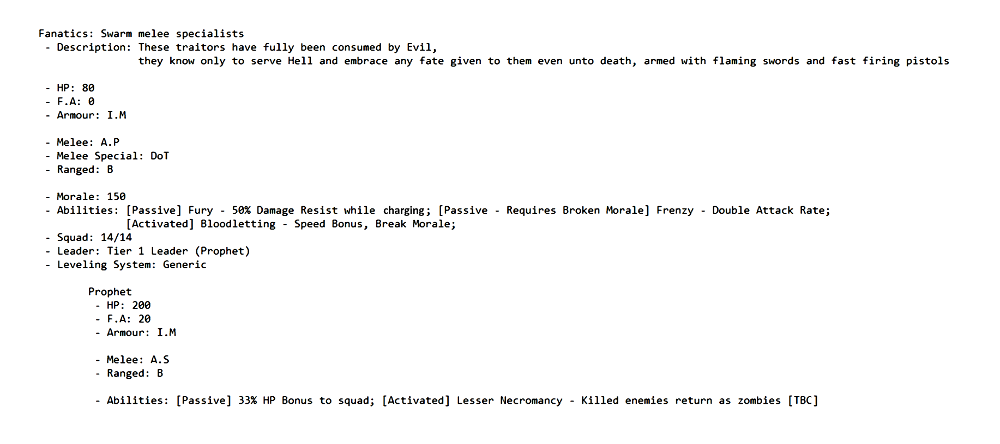 Fanatics: Swarm melee specialists
- Description: These traitors have fully been consumed by Evil,
they know only to serve Hell and embrace any fate given to them even unto death, armed with flaming swords and fast firing pistols
- HP: 80
- F.A: 0
- Armour: I.M
- Melee: A.P
- Melee Special: DoT
- Ranged: B
- Morale: 150
- Abilities: [Passive] Fury - 50% Damage Resist while charging; [Passive - Requires Broken Morale] Frenzy - Double Attack Rate;
[Activated] Bloodletting - Speed Bonus, Break Morale;
- Squad: 14/14
- Leader: Tier 1 Leader (Prophet)
- Leveling System: Generic
Prophet
- HP: 200
- F.A: 20
- Armour: I.M
- Melee: A.S
- Ranged: B
- Abilities: [Passive] 33% HP Bonus to squad; [Activated] Lesser Necromancy - Killed enemies return as zombies [TBC]